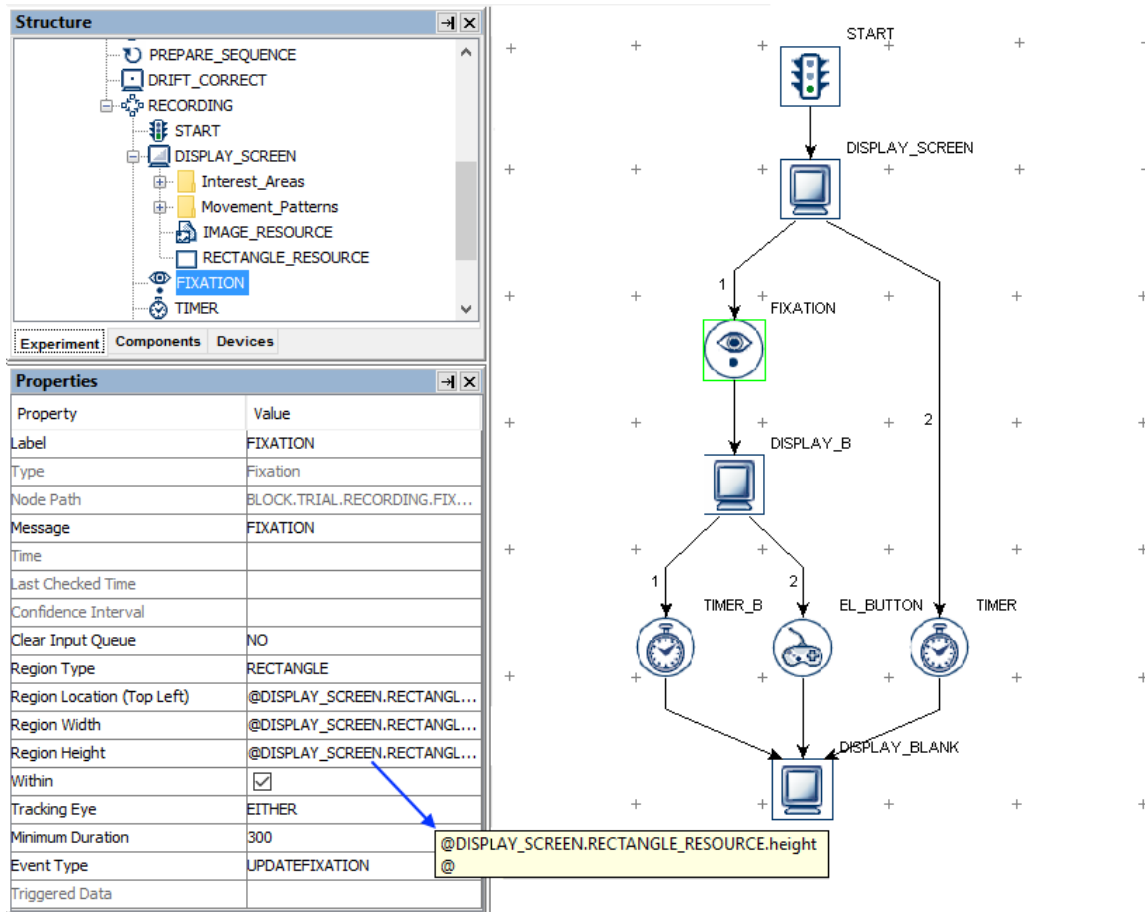 Structure
PREPARE_SEQUENCE
DRIFT_CORRECT
RECORDING
START
DISPLAY_SCREEN
Interest_Areas
Movement_Patterns
IMAGE_RESOURCE
RECTANGLE_RESOURCE
FIXATION
TIMER
Experiment Components Devices
Properties
Property Value
Label FIXATION
Type Fixation
Node Path BLOCK.TRIAL.RECORDING.FIX...
Message FIXATION
Time
Last Checked Time
Confidence Interval
Clear Input Queue NO
Region Type RECTANGLE
Region Location (Top Left) @DISPLAY_SCREEN.RECTANGL...
Region Width @DISPLAY_SCREEN.RECTANGL...
Region Height @DISPLAY_SCREEN.RECTANGL...
Within
Tracking Eye EITHER
Minimum Duration 300
Event Type UPDATEFIXATION
Triggered Data
@DISPLAY_SCREEN.RECTANGLE_RESOURCE.height
@
START
DISPLAY_SCREEN
1
FIXATION
2
DISPLAY_B
1
2
TIMER_B
EL_BUTTON
TIMER
DISPLAY_BLANK